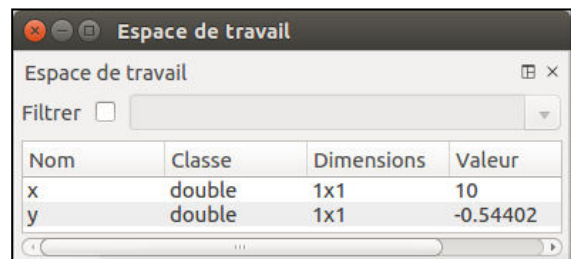 Espace de travail
Espace de travail
Filtrer
Nom Classe Dimensions Valeur
x double 1x1 10
y double 1x1 -0.54402